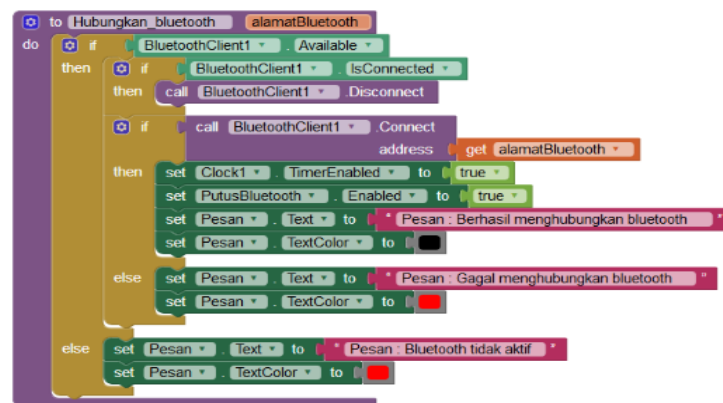 to Hubungkan_bluetooth alamatBluetooth
do if BluetoothClient1 . Available
then if BluetoothClient1 . IsConnected
then call BluetoothClient1 .Disconnect
if call BluetoothClient1 .Connect
address get alamatBluetooth
then set Clock1 . TimerEnabled to true
set PutusBluetooth . Enabled to true
set Pesan . Text to " Pesan : Berhasil menghubungkan bluetooth "
set Pesan . TextColor to
else set Pesan . Text to " Pesan : Gagal menghubungkan bluetooth "
set Pesan . TextColor to
else set Pesan . Text to " Pesan : Bluetooth tidak aktif "
set Pesan . TextColor to